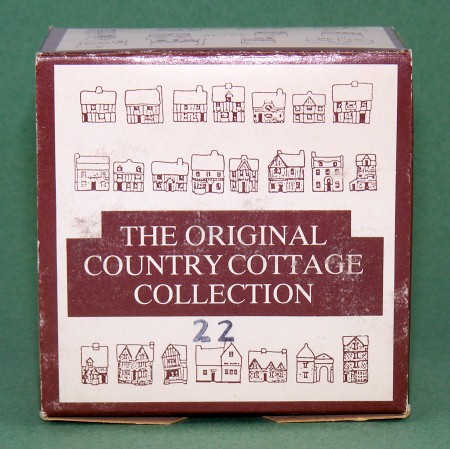 THE ORIGINAL
COUNTRY COTTAGE
COLLECTION
22